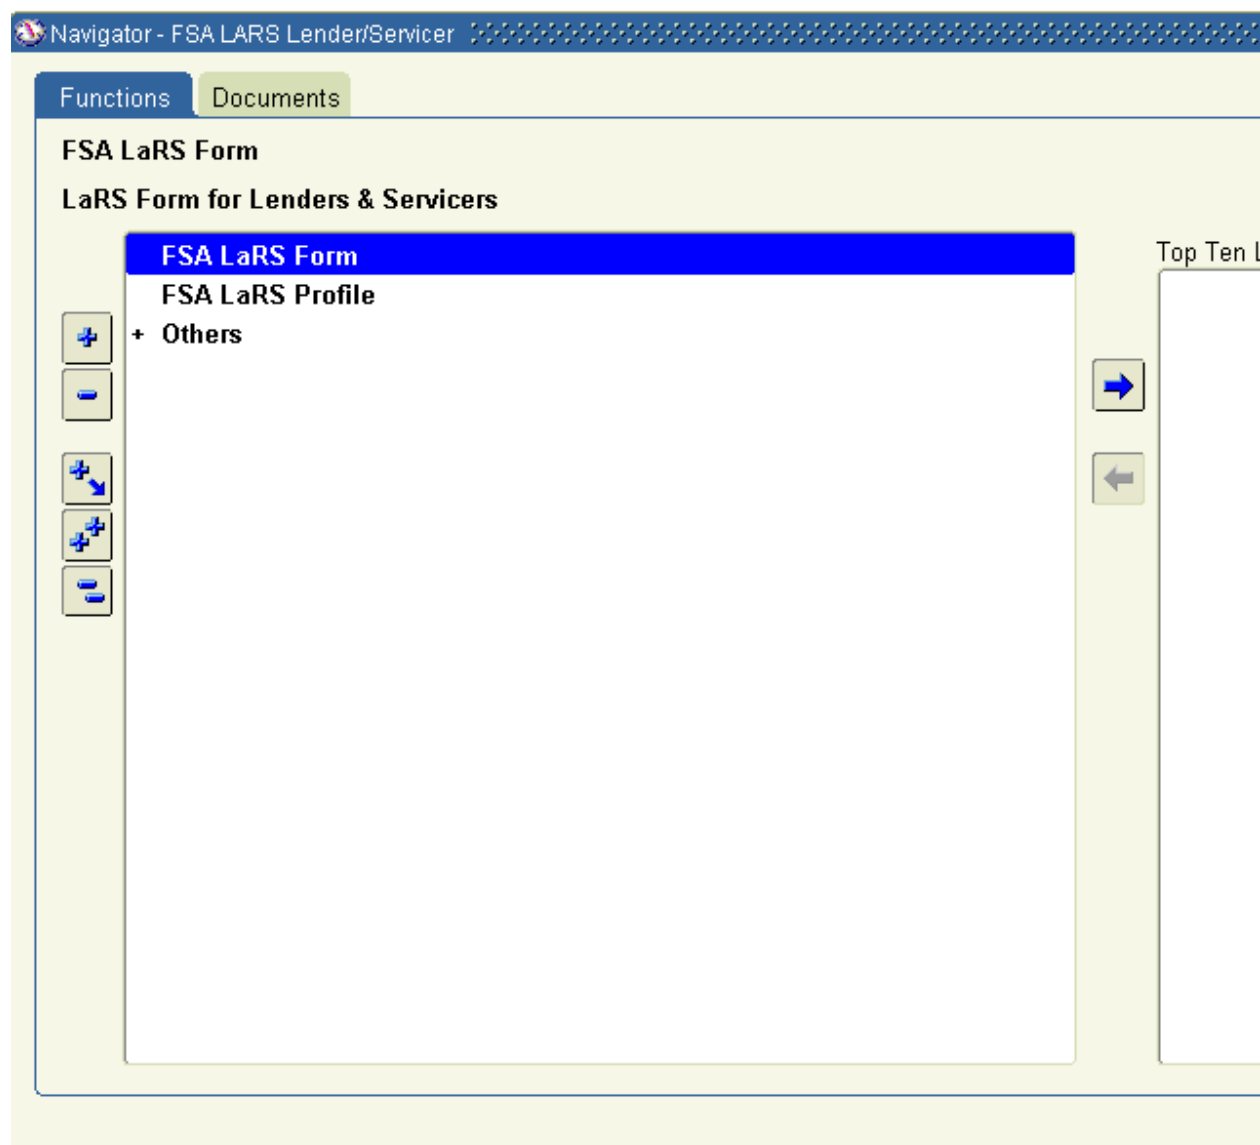 Navigator - FSA LARS Lender/Servicer
Functions Documents
FSA LaRS Form
LaRS Form for Lenders & Servicers
FSA LaRS Form
FSA LaRS Profile
+ Others
Top Ten L